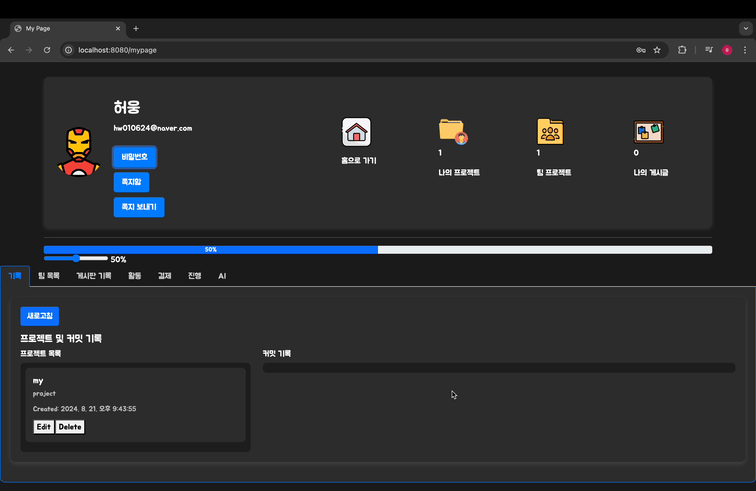 My Page
localhost:8080/mypage
허웅
hw010624@naver.com
비밀번호
쪽지함
쪽지 보내기
홈으로 가기
1
나의 프로젝트
1
팀 프로젝트
0
나의 게시글
50%
50%
기록 팀 목록 게시판 기록 활동 결제 진행 AI
새로고침
프로젝트 및 커밋 기록
프로젝트 목록
커밋 기록
my
project
Created: 2024. 8. 21. 오후 9:43:55
Edit Delete